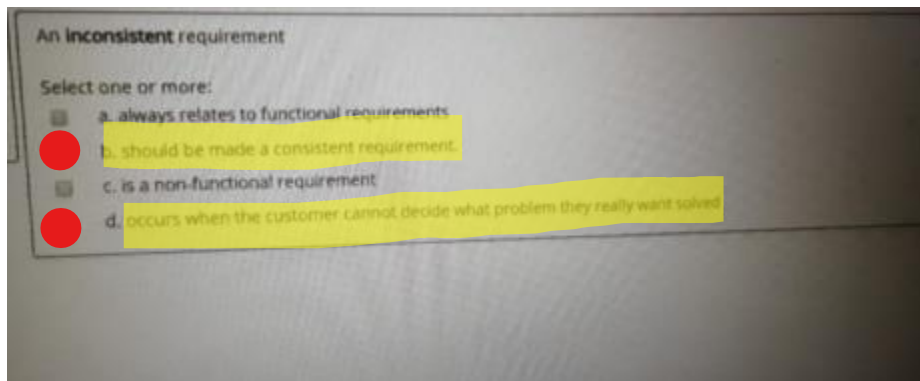 An inconsistent requirement
Select one or more:
a. always relates to functional requirements
b. should be made a consistent requirement.
c. is a non-functional requirement
d. occurs when the customer cannot decide what problem they really want solved